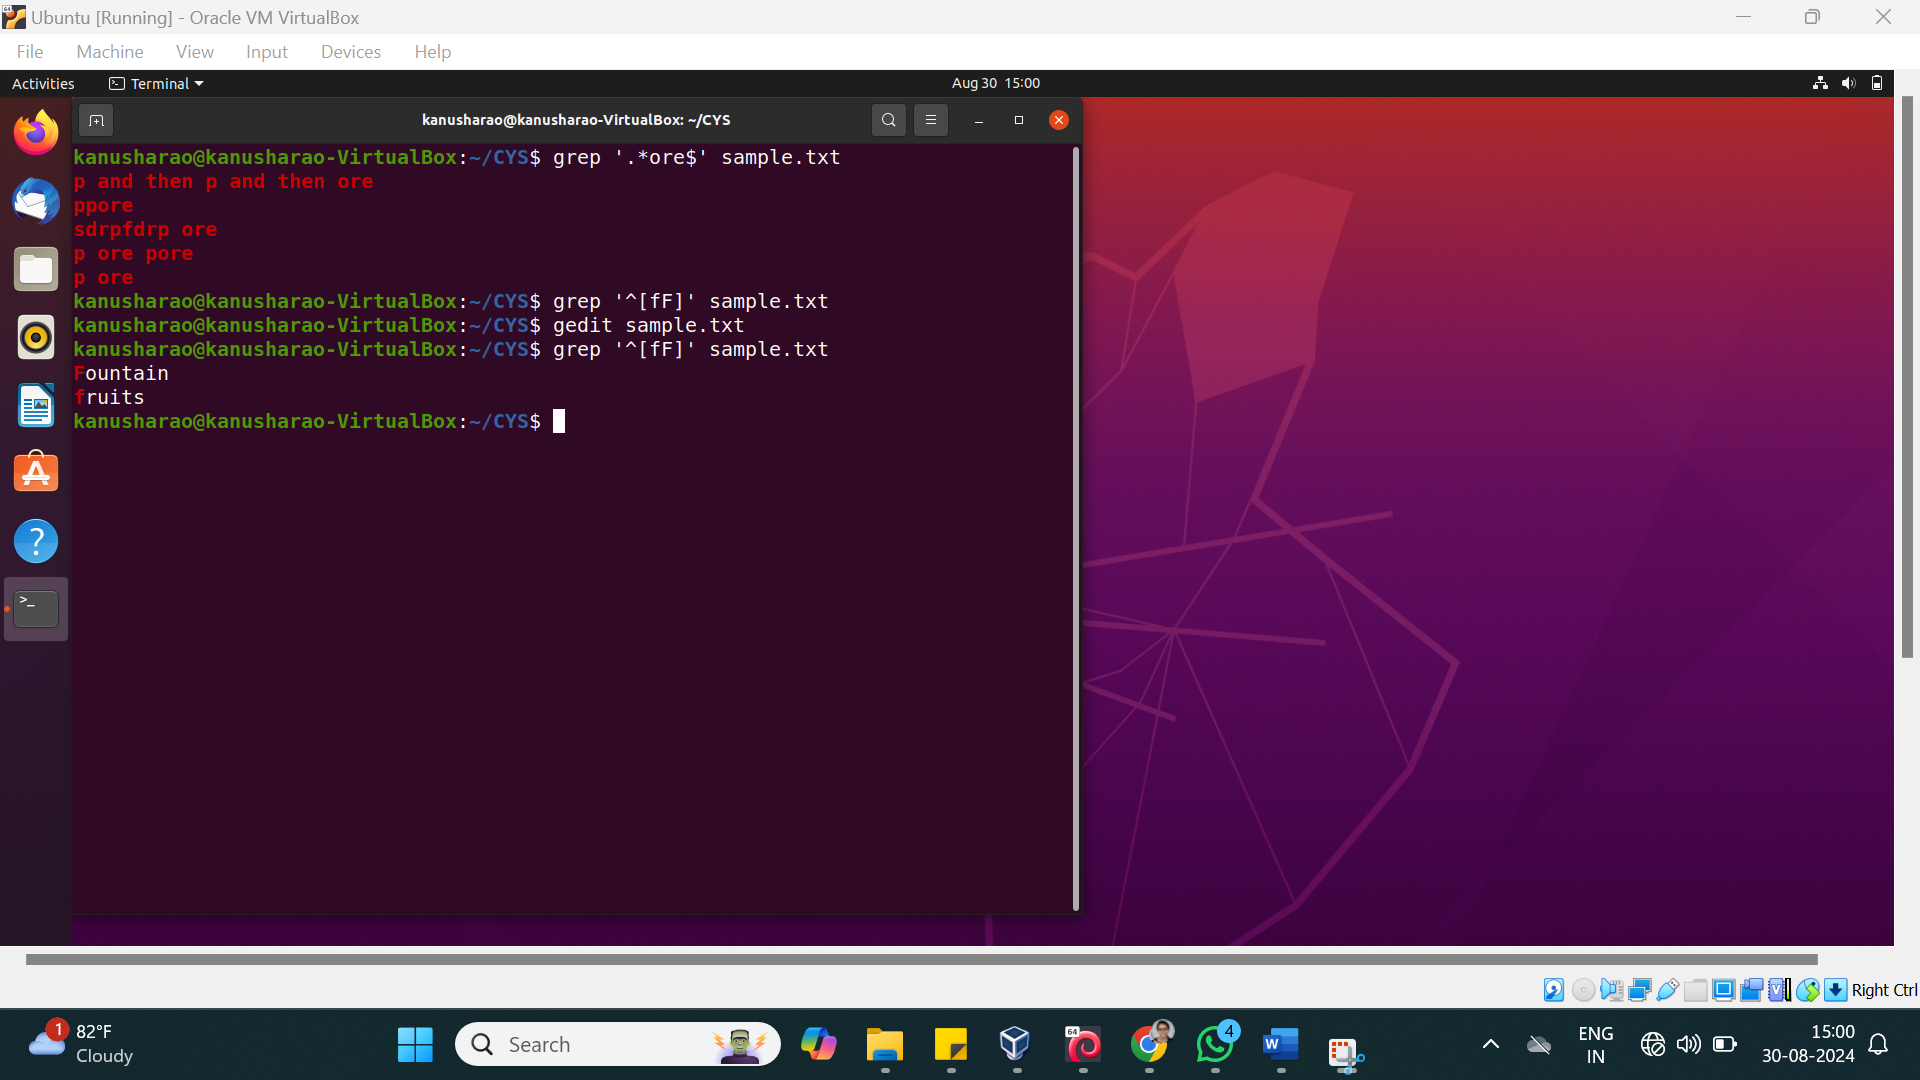 Ubuntu [Running] - Oracle VM VirtualBox
File Machine View Input Devices Help
Activities Terminal Aug 30 15:00
kanusharao@kanusharao-VirtualBox: ~/CYS
kanusharao@kanusharao-VirtualBox:~/CYS$ grep '.*ore$' sample.txt
p and then p and then ore
ppore
sdrpfdrp ore
p ore pore
p ore
kanusharao@kanusharao-VirtualBox:~/CYS$ grep '^[fF]' sample.txt
kanusharao@kanusharao-VirtualBox:~/CYS$ gedit sample.txt
kanusharao@kanusharao-VirtualBox:~/CYS$ grep '^[fF]' sample.txt
Fountain
fruits
kanusharao@kanusharao-VirtualBox:~/CYS$
Right Ctrl
1 82°F
Cloudy
Search
64
4
W
ENG
IN
15:00
30-08-2024